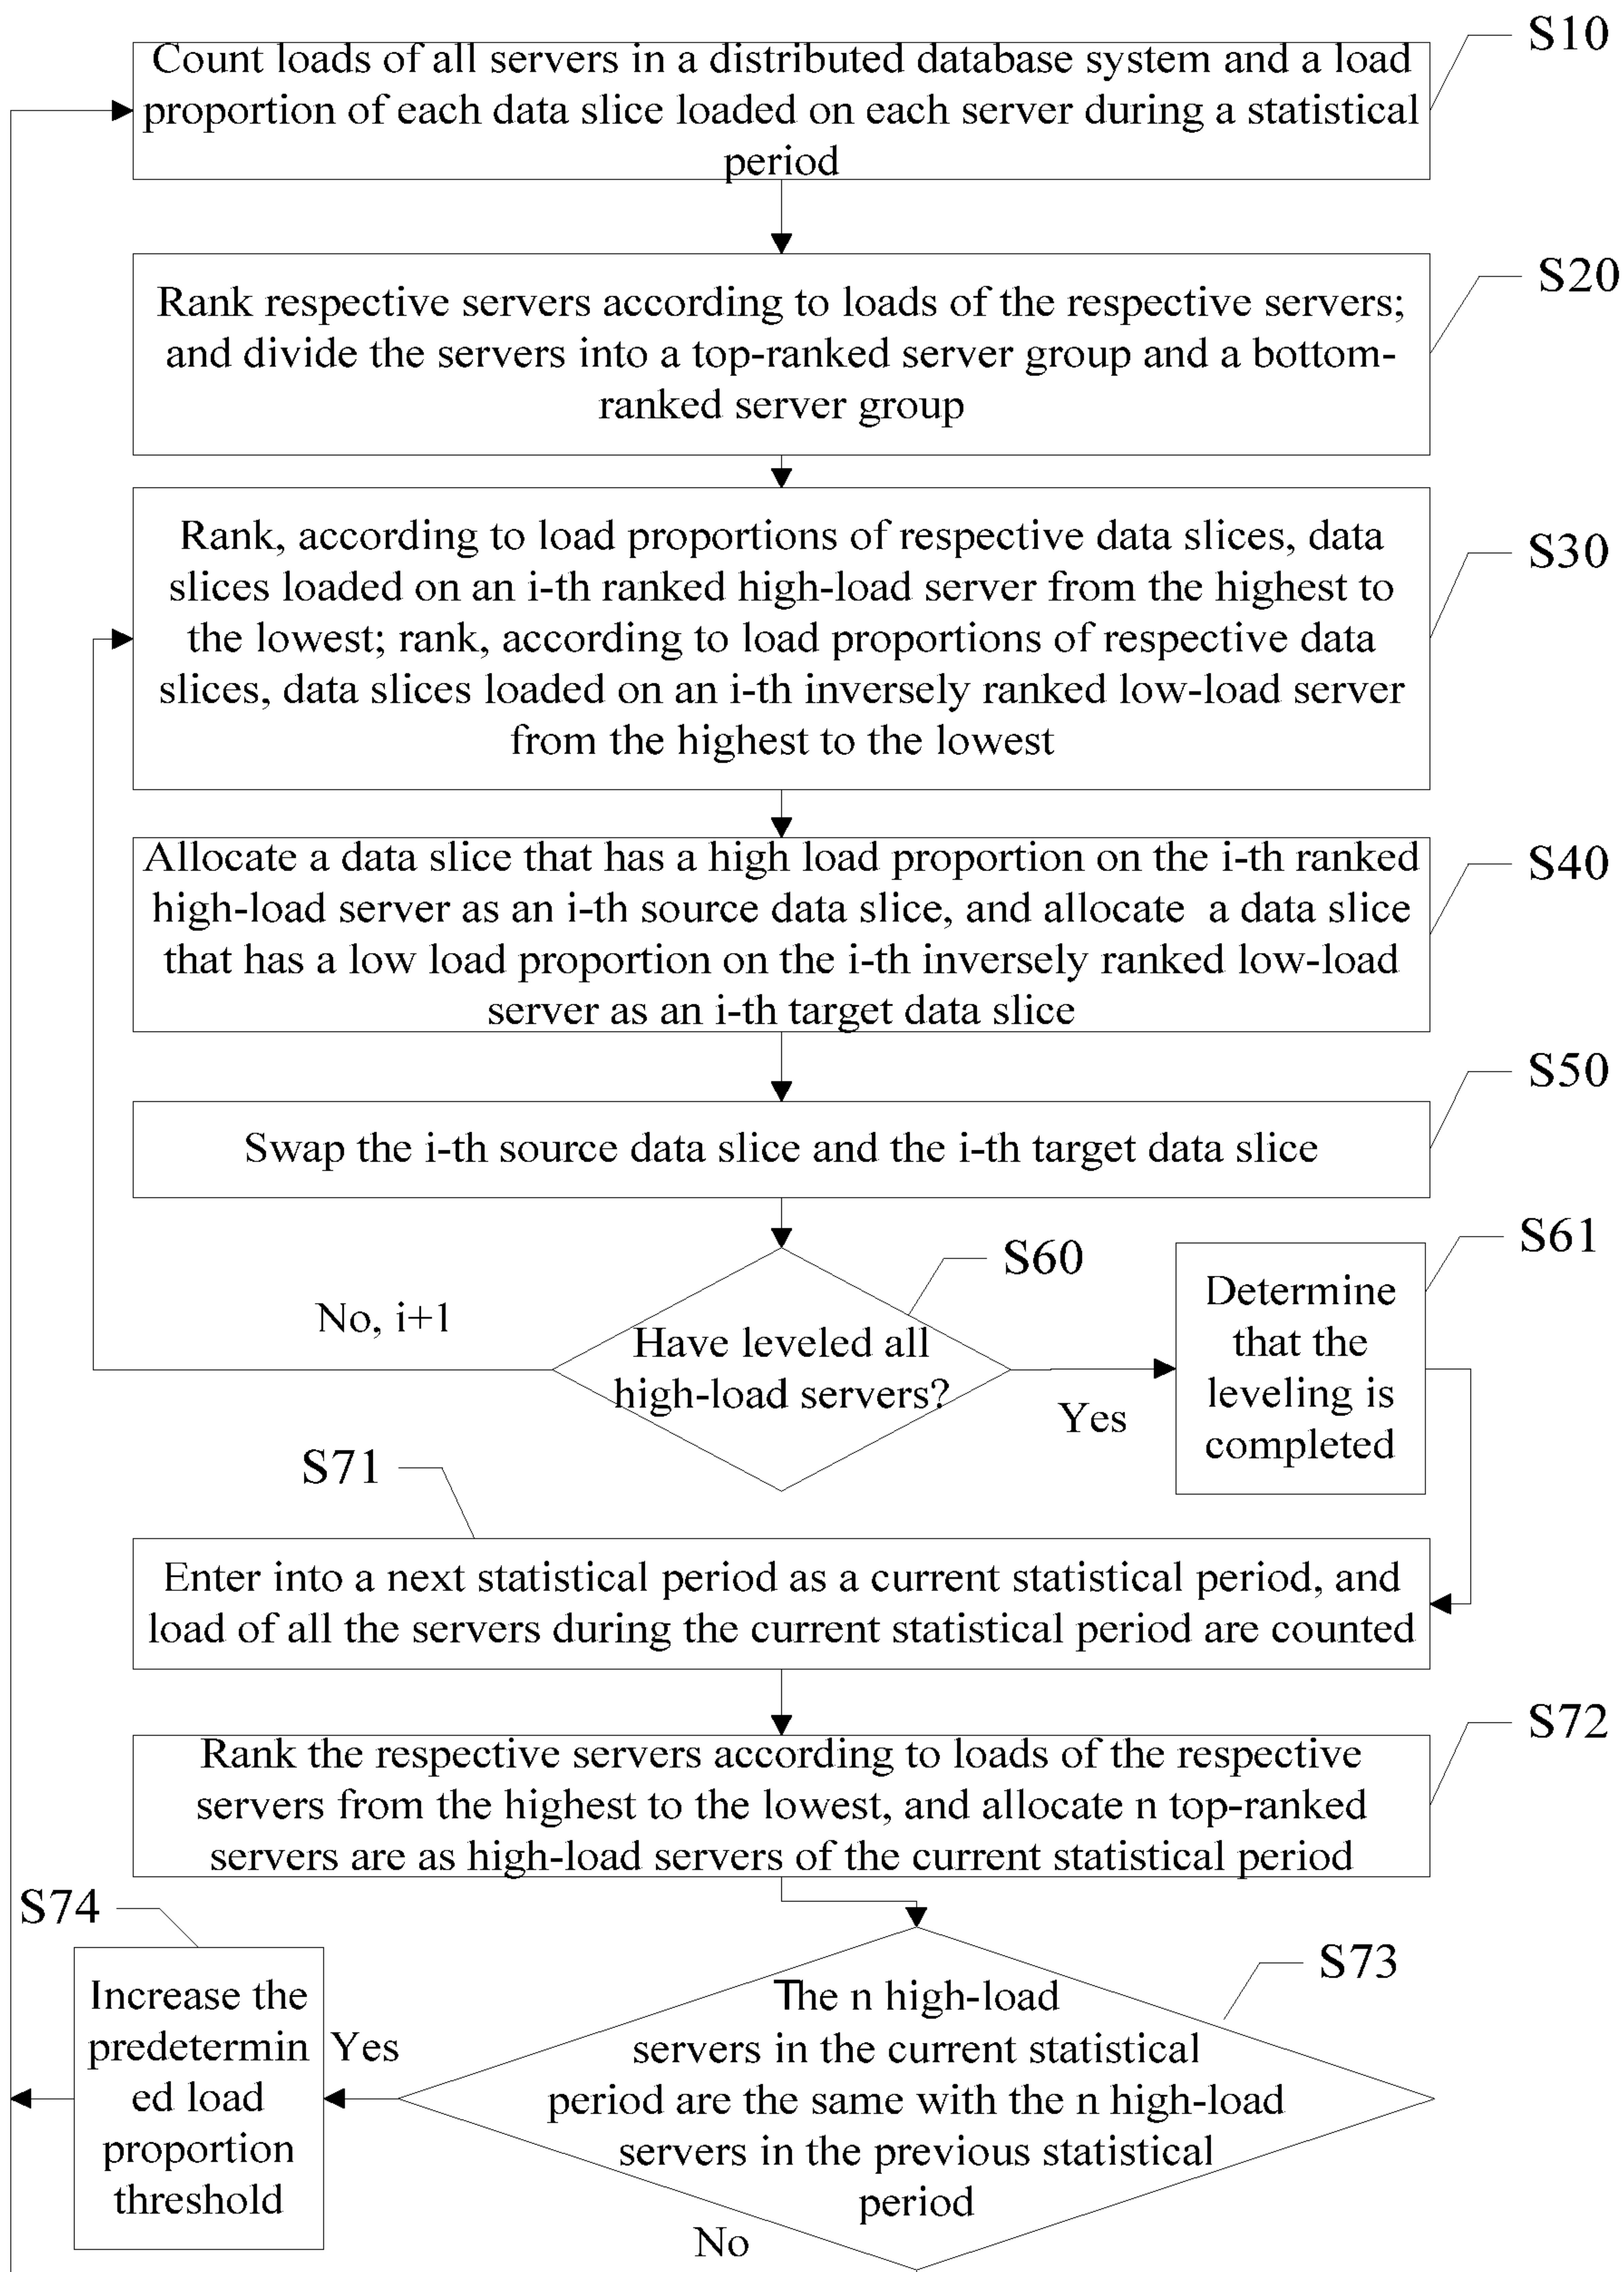 S10
Count loads of all servers in a distributed database system and a load
proportion of each data slice loaded on each server during a statistical
period
S20
Rank respective servers according to loads of the respective servers;
and divide the servers into a top-ranked server group and a bottom-
ranked server group
S30
Rank, according to load proportions of respective data slices, data
slices loaded on an i-th ranked high-load server from the highest to
the lowest; rank, according to load proportions of respective data
slices, data slices loaded on an i-th inversely ranked low-load server
from the highest to the lowest
S40
Allocate a data slice that has a high load proportion on the i-th ranked
high-load server as an i-th source data slice, and allocate a data slice
that has a low load proportion on the i-th inversely ranked low-load
server as an i-th target data slice
S50
Swap the i-th source data slice and the i-th target data slice
S60
Have leveled all
high-load servers?
No, i+1
Yes
S61
Determine
that the
leveling is
completed
S71
Enter into a next statistical period as a current statistical period, and
load of all the servers during the current statistical period are counted
S72
Rank the respective servers according to loads of the respective
servers from the highest to the lowest, and allocate n top-ranked
servers are as high-load servers of the current statistical period
S73
The n high-load
servers in the current statistical
period are the same with the n high-load
servers in the previous statistical
period
Yes
No
S74
Increase the
predetermin
ed load
proportion
threshold